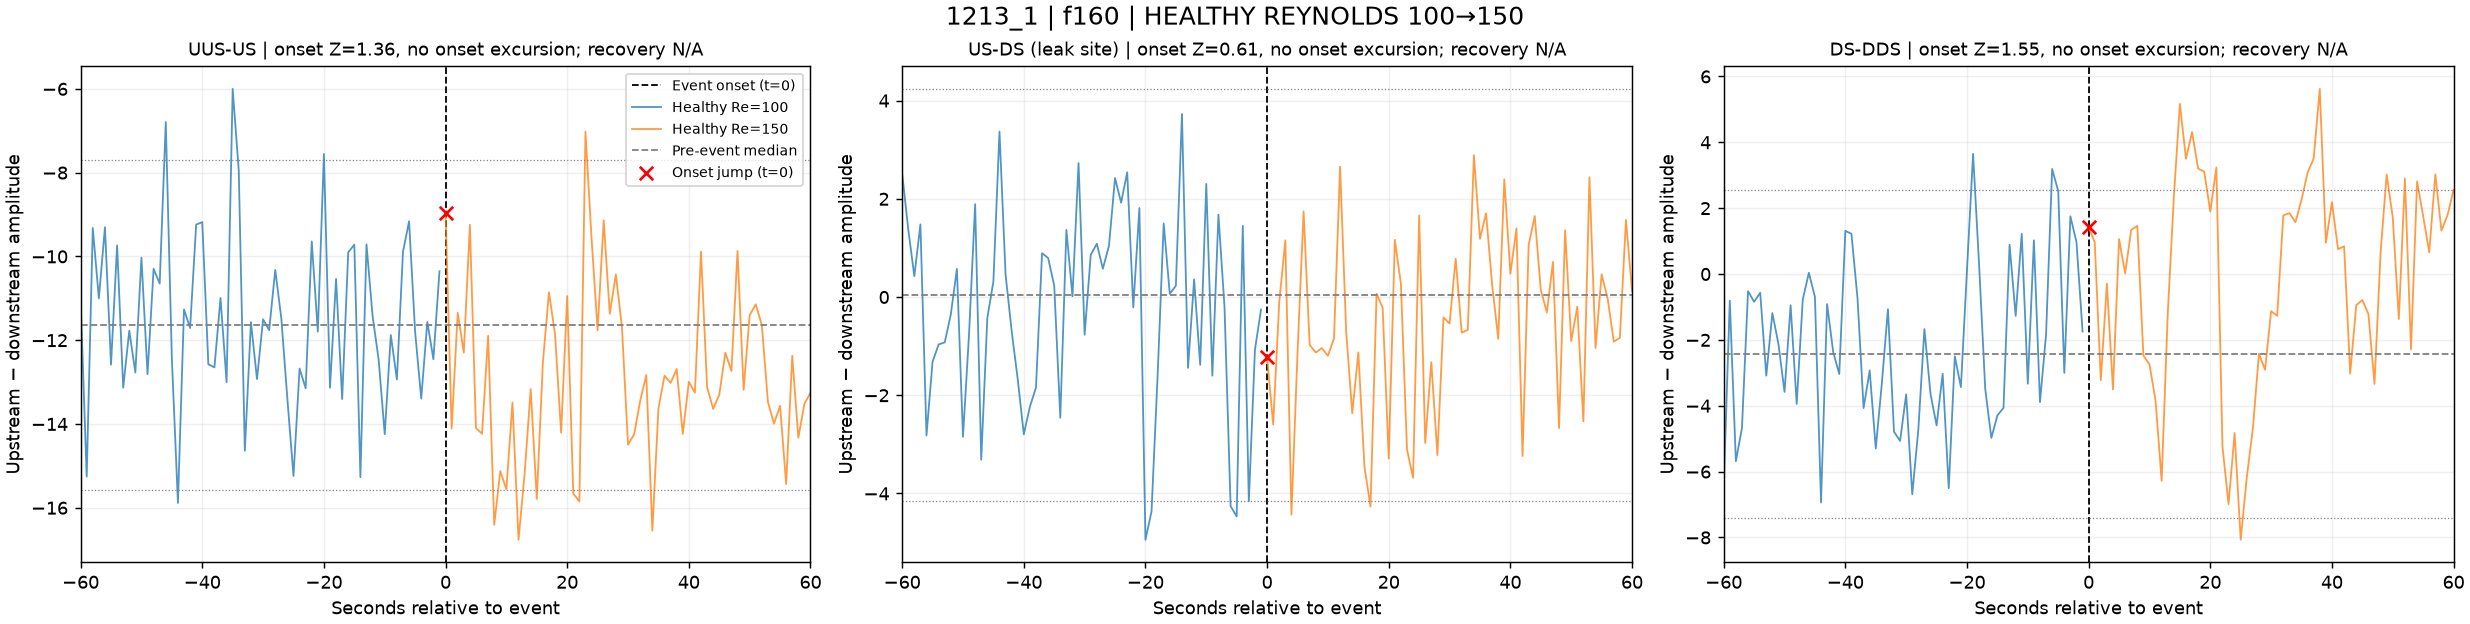 1213_1 | f160 | HEALTHY REYNOLDS 100→150
UUS-US | onset Z=1.36, no onset excursion; recovery N/A
Upstream − downstream amplitude
−6
−8
−10
−12
−14
−16
−60
−40
−20
0
20
40
60
Seconds relative to event
Event onset (t=0)
Healthy Re=100
Healthy Re=150
Pre-event median
Onset jump (t=0)
US-DS (leak site) | onset Z=0.61, no onset excursion; recovery N/A
Upstream − downstream amplitude
4
2
0
−2
−4
−60
−40
−20
0
20
40
60
Seconds relative to event
DS-DDS | onset Z=1.55, no onset excursion; recovery N/A
Upstream − downstream amplitude
6
4
2
0
−2
−4
−6
−8
−60
−40
−20
0
20
40
60
Seconds relative to event